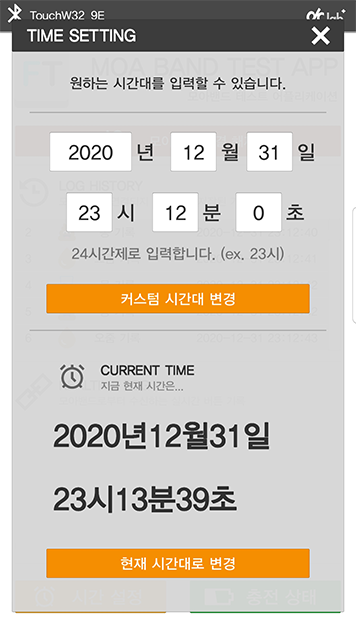 TouchW32 9E
TIME SETTING
원하는 시간대를 입력할 수 있습니다.
2020 년 12 월 31 일
23 시 12 분 0 초
24시간제로 입력합니다. (ex. 23시)
커스텀 시간대 변경
CURRENT TIME
지금 현재 시간은...
2020년12월31일
23시13분39초
현재 시간대로 변경
충전 상태